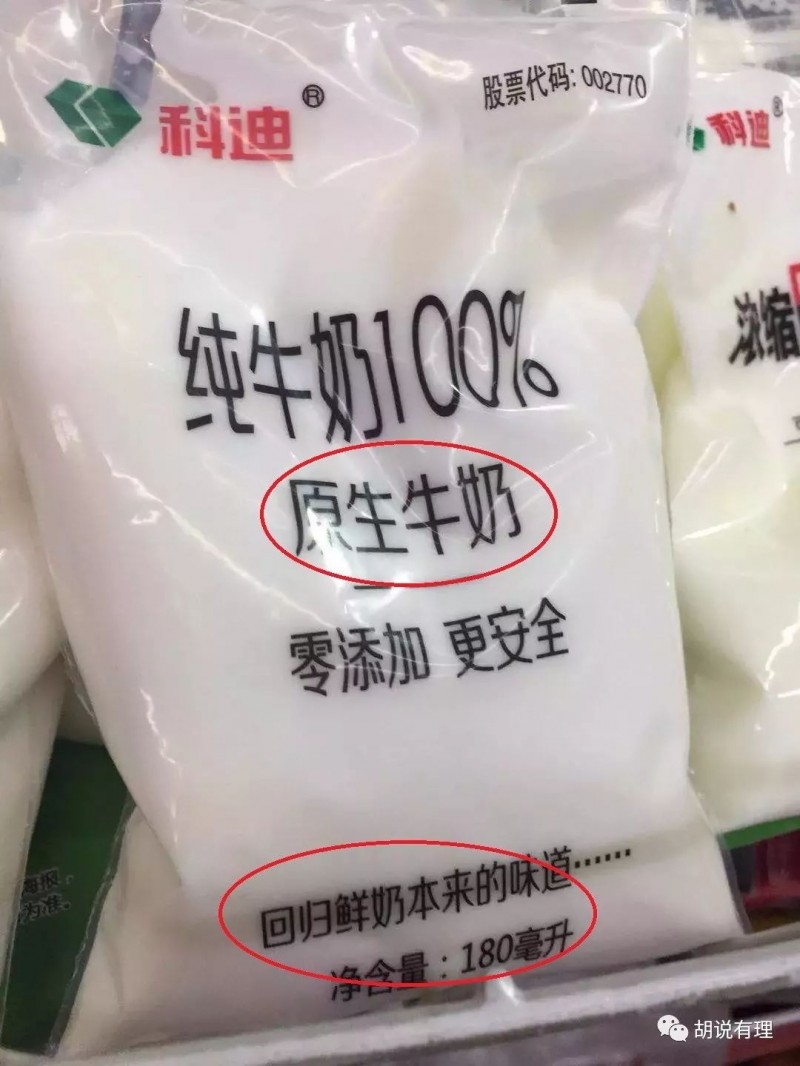 股票代码: 002770
科迪®
科迪®
纯牛奶100%
浓缩
原生牛奶
零添加 更安全
回归鲜奶本来的味道……
净含量：180毫升
为准。
胡说有理